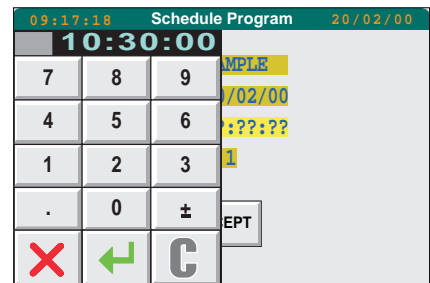 09:17:18 Schedule Program 20/02/00
10:30:00
7 8 9 MPLE
/02/00
4 5 6 :??:??
1 2 3 1
. 0 ± EPT
C